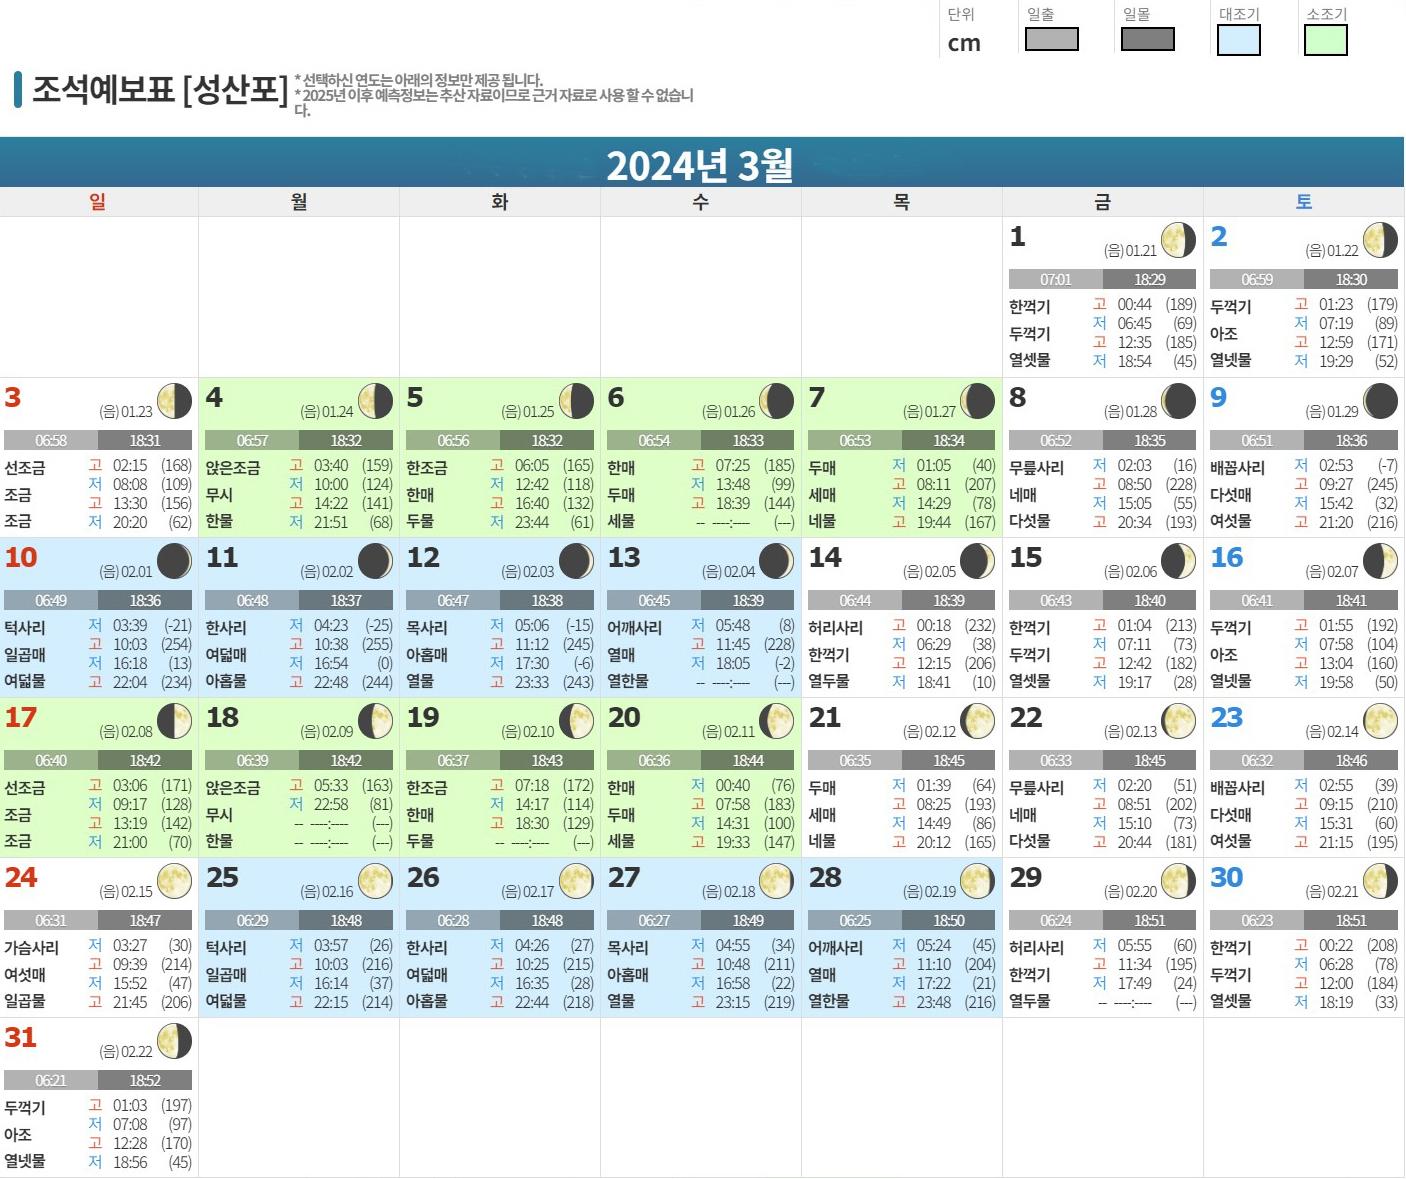 단위 일출 일몰 대조기 소조기
cm
조석예보표 [성산포]
* 선택하신 연도는 아래의 정보만 제공 됩니다.
* 2025년 이후 예측정보는 추산 자료이므로 근거 자료로 사용 할 수 없습니
다.
2024년 3월
일 월 화 수 목 금 토
1 (음) 01.21
07:01 18:29
한꺽기
두꺽기
열셋물
고 00:44 (189)
저 06:45 (69)
고 12:35 (185)
저 18:54 (45)
2 (음) 01.22
06:59 18:30
두꺽기
아조
열넷물
고 01:23 (179)
저 07:19 (89)
고 12:59 (171)
저 19:29 (52)
3 (음) 01.23
06:58 18:31
선조금
조금
조금
고 02:15 (168)
저 08:08 (109)
고 13:30 (156)
저 20:20 (62)
4 (음) 01.24
06:57 18:32
앉은조금
무시
한물
고 03:40 (159)
저 10:00 (124)
고 14:22 (141)
저 21:51 (68)
5 (음) 01.25
06:56 18:32
한조금
한매
두물
고 06:05 (165)
저 12:42 (118)
고 16:40 (132)
저 23:44 (61)
6 (음) 01.26
06:54 18:33
한매
두매
세물
고 07:25 (185)
저 13:48 (99)
고 18:39 (144)
-- ----:---- (---)
7 (음) 01.27
06:53 18:34
두매
세매
네물
저 01:05 (40)
고 08:11 (207)
저 14:29 (78)
고 19:44 (167)
8 (음) 01.28
06:52 18:35
무릎사리
네매
다섯물
저 02:03 (16)
고 08:50 (228)
저 15:05 (55)
고 20:34 (193)
9 (음) 01.29
06:51 18:36
배꼽사리
다섯매
여섯물
저 02:53 (-7)
고 09:27 (245)
저 15:42 (32)
고 21:20 (216)
10 (음) 02.01
06:49 18:36
턱사리
일곱매
여덟물
저 03:39 (-21)
고 10:03 (254)
저 16:18 (13)
고 22:04 (234)
11 (음) 02.02
06:48 18:37
한사리
여덟매
아홉물
저 04:23 (-25)
고 10:38 (255)
저 16:54 (0)
고 22:48 (244)
12 (음) 02.03
06:47 18:38
목사리
아홉매
열물
저 05:06 (-15)
고 11:12 (245)
저 17:30 (-6)
고 23:33 (243)
13 (음) 02.04
06:45 18:39
어깨사리
열매
열한물
저 05:48 (8)
고 11:45 (228)
저 18:05 (-2)
-- ----:---- (---)
14 (음) 02.05
06:44 18:39
허리사리
한꺽기
열두물
고 00:18 (232)
저 06:29 (38)
고 12:15 (206)
저 18:41 (10)
15 (음) 02.06
06:43 18:40
한꺽기
두꺽기
열셋물
고 01:04 (213)
저 07:11 (73)
고 12:42 (182)
저 19:17 (28)
16 (음) 02.07
06:41 18:41
두꺽기
아조
열넷물
고 01:55 (192)
저 07:58 (104)
고 13:04 (160)
저 19:58 (50)
17 (음) 02.08
06:40 18:42
선조금
조금
조금
고 03:06 (171)
저 09:17 (128)
고 13:19 (142)
저 21:00 (70)
18 (음) 02.09
06:39 18:42
앉은조금
무시
한물
고 05:33 (163)
저 22:58 (81)
-- ----:---- (---)
-- ----:---- (---)
19 (음) 02.10
06:37 18:43
한조금
한매
두물
고 07:18 (172)
저 14:17 (114)
고 18:30 (129)
-- ----:---- (---)
20 (음) 02.11
06:36 18:44
한매
두매
세물
저 00:40 (76)
고 07:58 (183)
저 14:31 (100)
고 19:33 (147)
21 (음) 02.12
06:35 18:45
두매
세매
네물
저 01:39 (64)
고 08:25 (193)
저 14:49 (86)
고 20:12 (165)
22 (음) 02.13
06:33 18:45
무릎사리
네매
다섯물
저 02:20 (51)
고 08:51 (202)
저 15:10 (73)
고 20:44 (181)
23 (음) 02.14
06:32 18:46
배꼽사리
다섯매
여섯물
저 02:55 (39)
고 09:15 (210)
저 15:31 (60)
고 21:15 (195)
24 (음) 02.15
06:31 18:47
가슴사리
여섯매
일곱물
저 03:27 (30)
고 09:39 (214)
저 15:52 (47)
고 21:45 (206)
25 (음) 02.16
06:29 18:48
턱사리
일곱매
여덟물
저 03:57 (26)
고 10:03 (216)
저 16:14 (37)
고 22:15 (214)
26 (음) 02.17
06:28 18:48
한사리
여덟매
아홉물
저 04:26 (27)
고 10:25 (215)
저 16:35 (28)
고 22:44 (218)
27 (음) 02.18
06:27 18:49
목사리
아홉매
열물
저 04:55 (34)
고 10:48 (211)
저 16:58 (22)
고 23:15 (219)
28 (음) 02.19
06:25 18:50
어깨사리
열매
열한물
저 05:24 (45)
고 11:10 (204)
저 17:22 (21)
고 23:48 (216)
29 (음) 02.20
06:24 18:51
허리사리
한꺽기
열두물
저 05:55 (60)
고 11:34 (195)
저 17:49 (24)
-- ----:---- (---)
30 (음) 02.21
06:23 18:51
한꺽기
두꺽기
열셋물
고 00:22 (208)
저 06:28 (78)
고 12:00 (184)
저 18:19 (33)
31 (음) 02.22
06:21 18:52
두꺽기
아조
열넷물
고 01:03 (197)
저 07:08 (97)
고 12:28 (170)
저 18:56 (45)